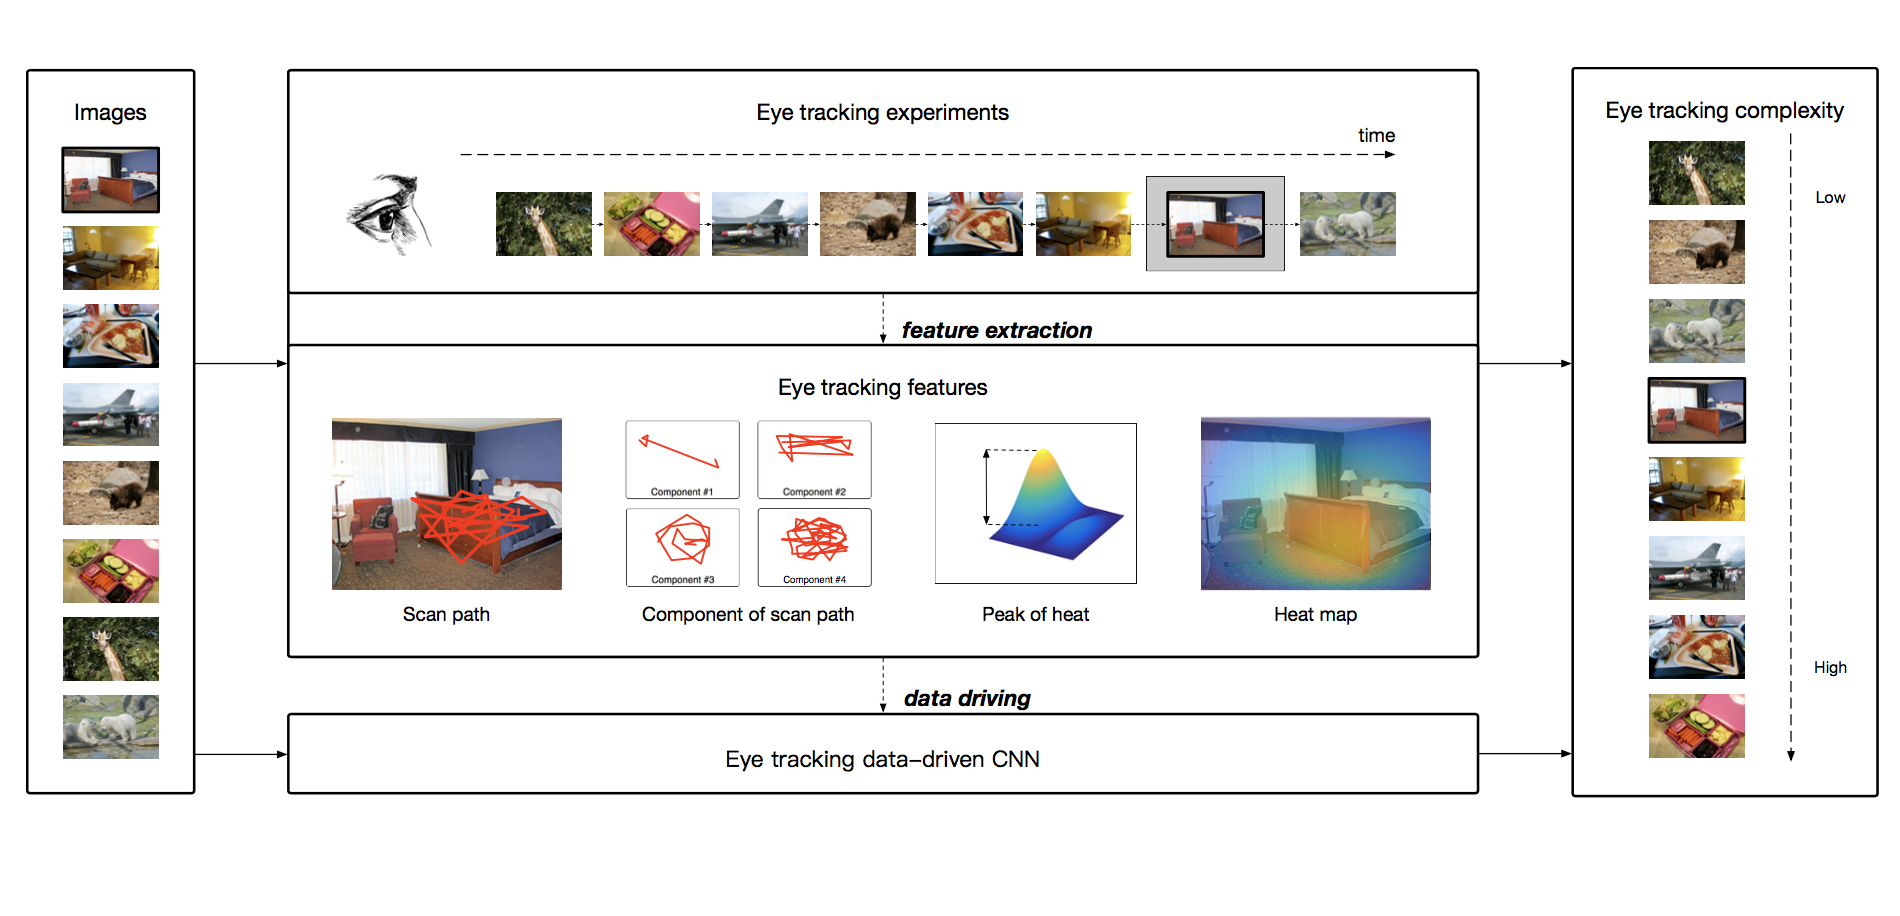 Images
Eye tracking experiments
time
feature extraction
Eye tracking features
Component #1
Component #2
Component #3
Component #4
Scan path
Component of scan path
Peak of heat
Heat map
data driving
Eye tracking data–driven CNN
Eye tracking complexity
Low
High